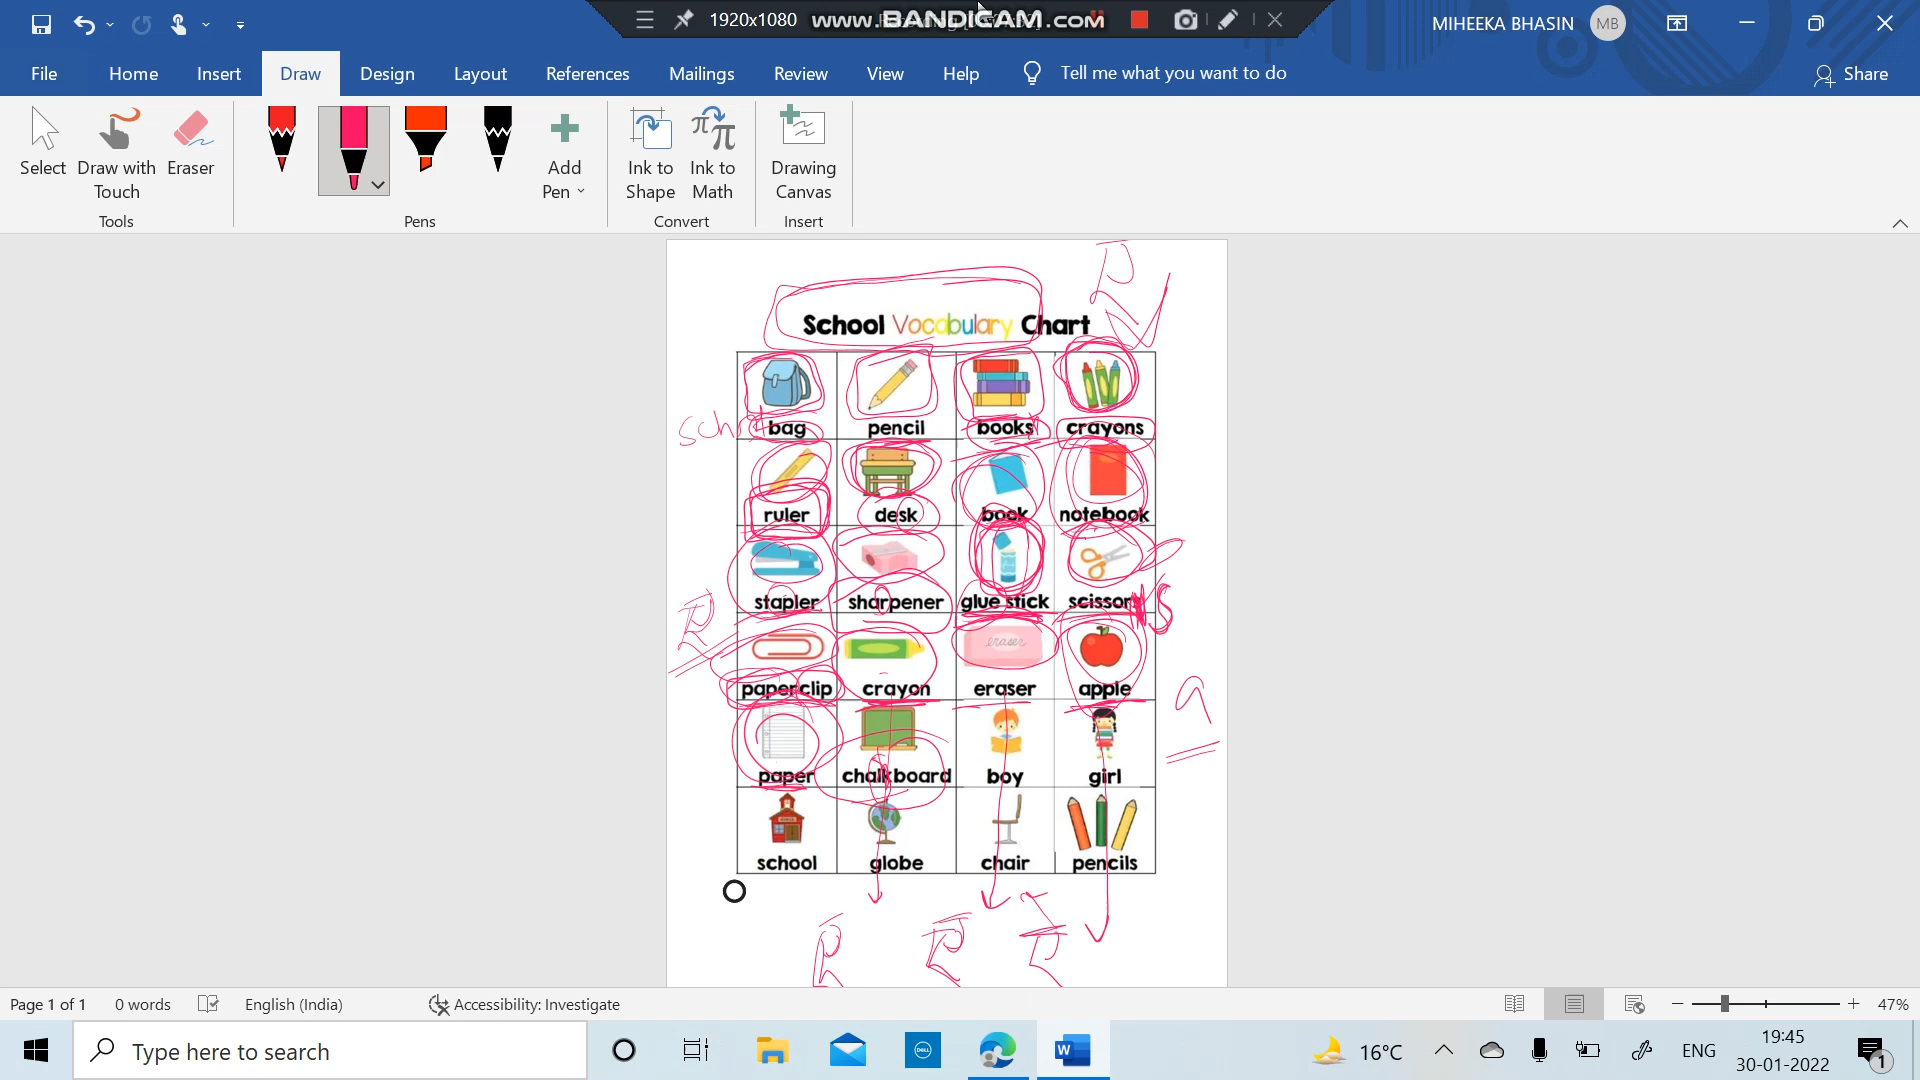 1920x1080 www.BANDICAM.com MIHEEKA BHASIN MB
File Home Insert Draw Design Layout References Mailings Review View Help Tell me what you want to do Share
Select Draw with Touch Eraser Add Pen Ink to Shape Ink to Math Drawing Canvas
Tools Pens Convert Insert
School Vocabulary Chart
bag pencil books crayons
ruler desk book notebook
stapler sharpener glue stick scissors
eraser
paperclip crayon eraser apple
a
paper chalkboard boy girl
school globe chair pencils
Page 1 of 1 0 words English (India) Accessibility: Investigate 47%
Type here to search DELL W 16°C ENG 19:45
30-01-2022 1